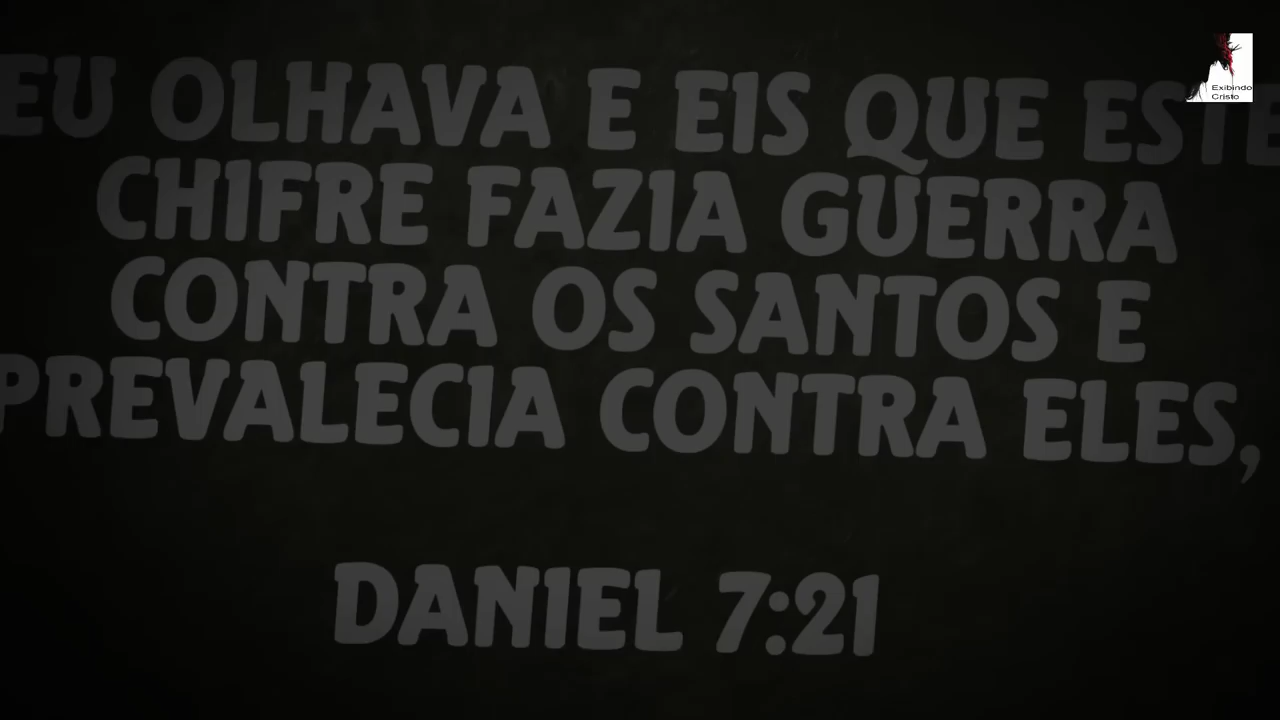 EU OLHAVA E EIS QUE ESTE
CHIFRE FAZIA GUERRA
CONTRA OS SANTOS E
PREVALECIA CONTRA ELES,
DANIEL 7:21
Exibindo
Cristo